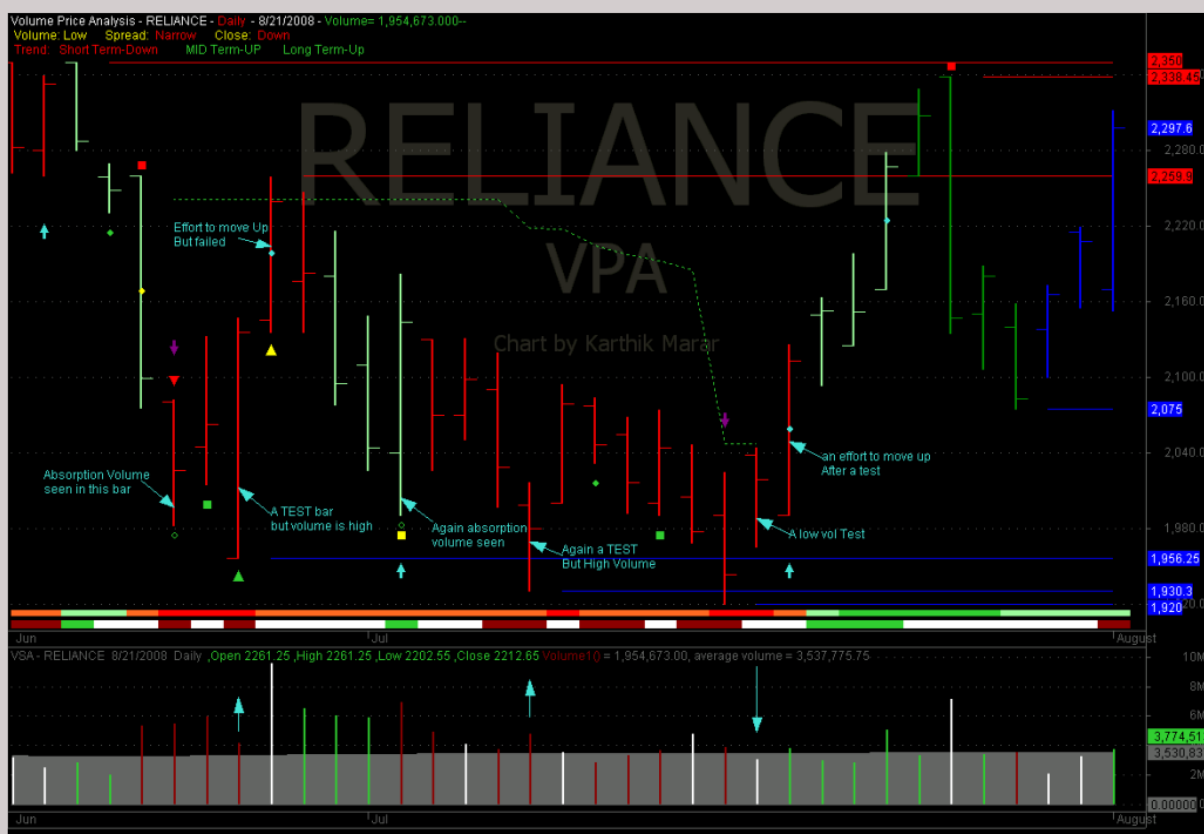 Volume Price Analysis - RELIANCE - Daily - 8/21/2008 - Volume= 1,954,673.000--
Volume: Low Spread: Narrow Close: Down
Trend: Short Term-Down MID Term-UP Long Term-Up
2,350
2,338.45
RELIANCE
2,297.6
2,280.0
2,259.9
Effort to move Up
But failed
2,220.0
VPA
2,160.0
Chart by Karthik Marar
2,100.0
2,075
an effort to move up
After a test
2,040.0
Absorption Volume
seen in this bar
A TEST bar
but volume is high
Again absorption
volume seen
A low vol Test
1,980.0
Again a TEST
But High Volume
1,956.25
1,930.3
1,920
Jun Jul August
VSA - RELIANCE 8/21/2008 Daily ,Open 2261.25 ,High 2261.25 ,Low 2202.55 ,Close 2212.65 Volume1() = 1,954,673.00, average volume = 3,537,775.75
10M
8M
6M
3,774,51
3,530,83
2M
0.00000
Jun Jul August